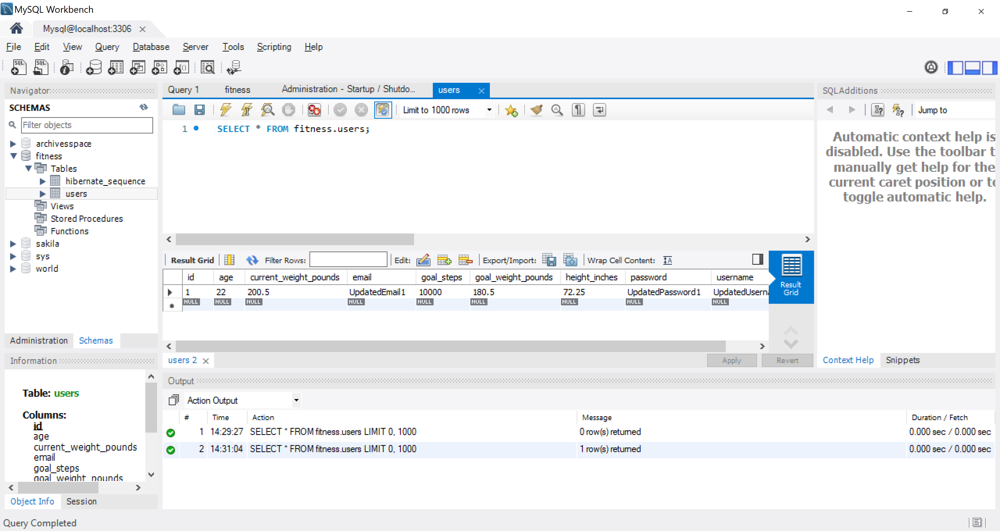 MySQL Workbench
Mysql@localhost:3306
File Edit View Query Database Server Tools Scripting Help
Navigator
SCHEMAS
Filter objects
archivesspace
fitness
Tables
hibernate_sequence
users
Views
Stored Procedures
Functions
sakila
sys
world
Administration Schemas
Information
Table: users
Columns:
id
age
current_weight_pounds
email
goal_steps
goal_weight_pounds
Object Info Session
Query 1 fitness Administration - Startup / Shutdo... users
Limit to 1000 rows
1 SELECT * FROM fitness.users;
Result Grid Filter Rows: Edit: Export/Import: Wrap Cell Content:
id age current_weight_pounds email goal_steps goal_weight_pounds height_inches password username
1 22 200.5 UpdatedEmail1 10000 180.5 72.25 UpdatedPassword1 UpdatedUserna
NULL NULL NULL NULL NULL NULL NULL NULL NULL
Result
Grid
users 2
Apply Revert
SQLAdditions
Jump to
Automatic context help is
disabled. Use the toolbar t
manually get help for the
current caret position or to
toggle automatic help.
Context Help Snippets
Output
Action Output
# Time Action Message Duration / Fetch
1 14:29:27 SELECT * FROM fitness.users LIMIT 0, 1000 0 row(s) returned 0.000 sec / 0.000 sec
2 14:31:04 SELECT * FROM fitness.users LIMIT 0, 1000 1 row(s) returned 0.000 sec / 0.000 sec
Query Completed